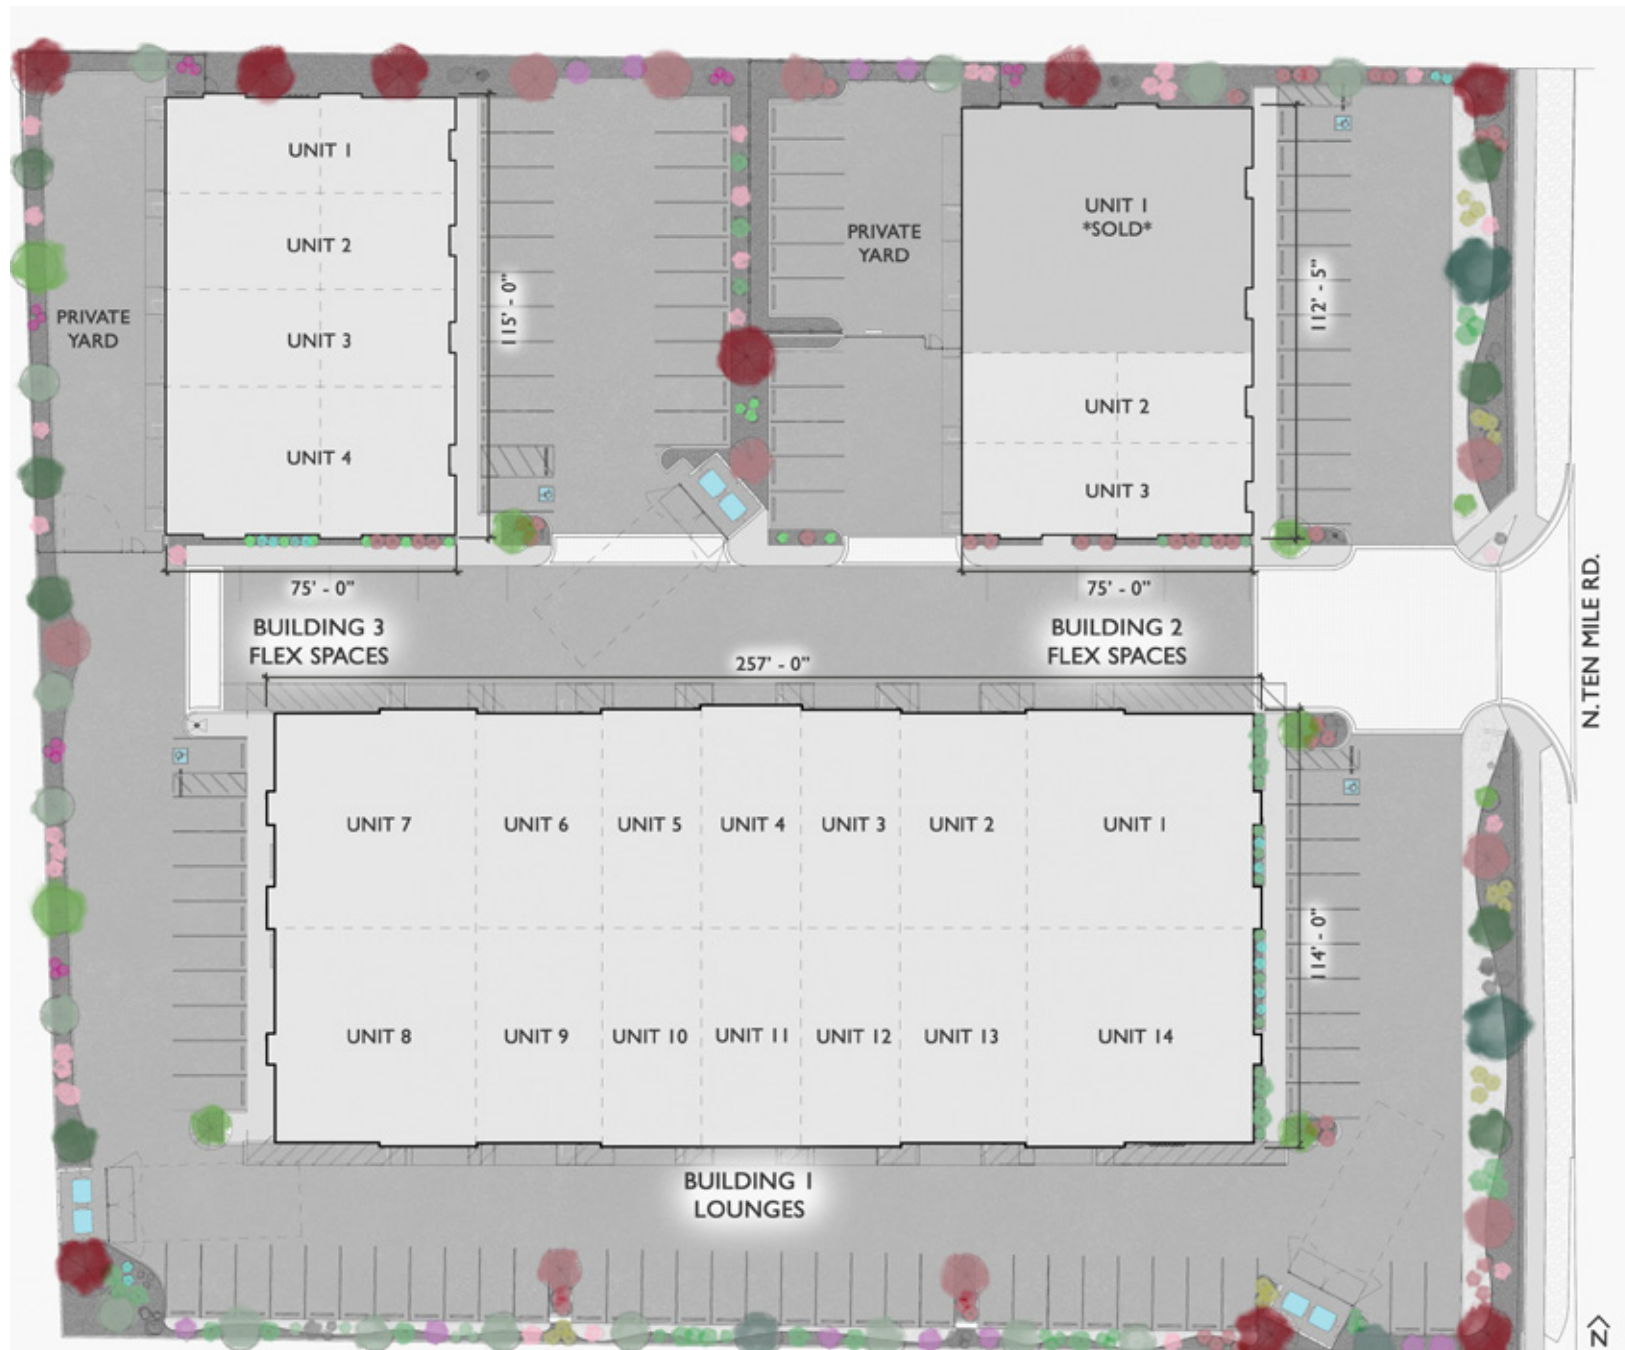 UNIT 1
UNIT 2
UNIT 3
UNIT 4
PRIVATE
YARD
115' - 0"
75' - 0"
BUILDING 3
FLEX SPACES
PRIVATE
YARD
UNIT 1
*SOLD*
UNIT 2
UNIT 3
112' - 5"
75' - 0"
BUILDING 2
FLEX SPACES
N. TEN MILE RD.
257' - 0"
UNIT 7
UNIT 6
UNIT 5
UNIT 4
UNIT 3
UNIT 2
UNIT 1
114' - 0"
UNIT 8
UNIT 9
UNIT 10
UNIT 11
UNIT 12
UNIT 13
UNIT 14
BUILDING 1
LOUNGES
N